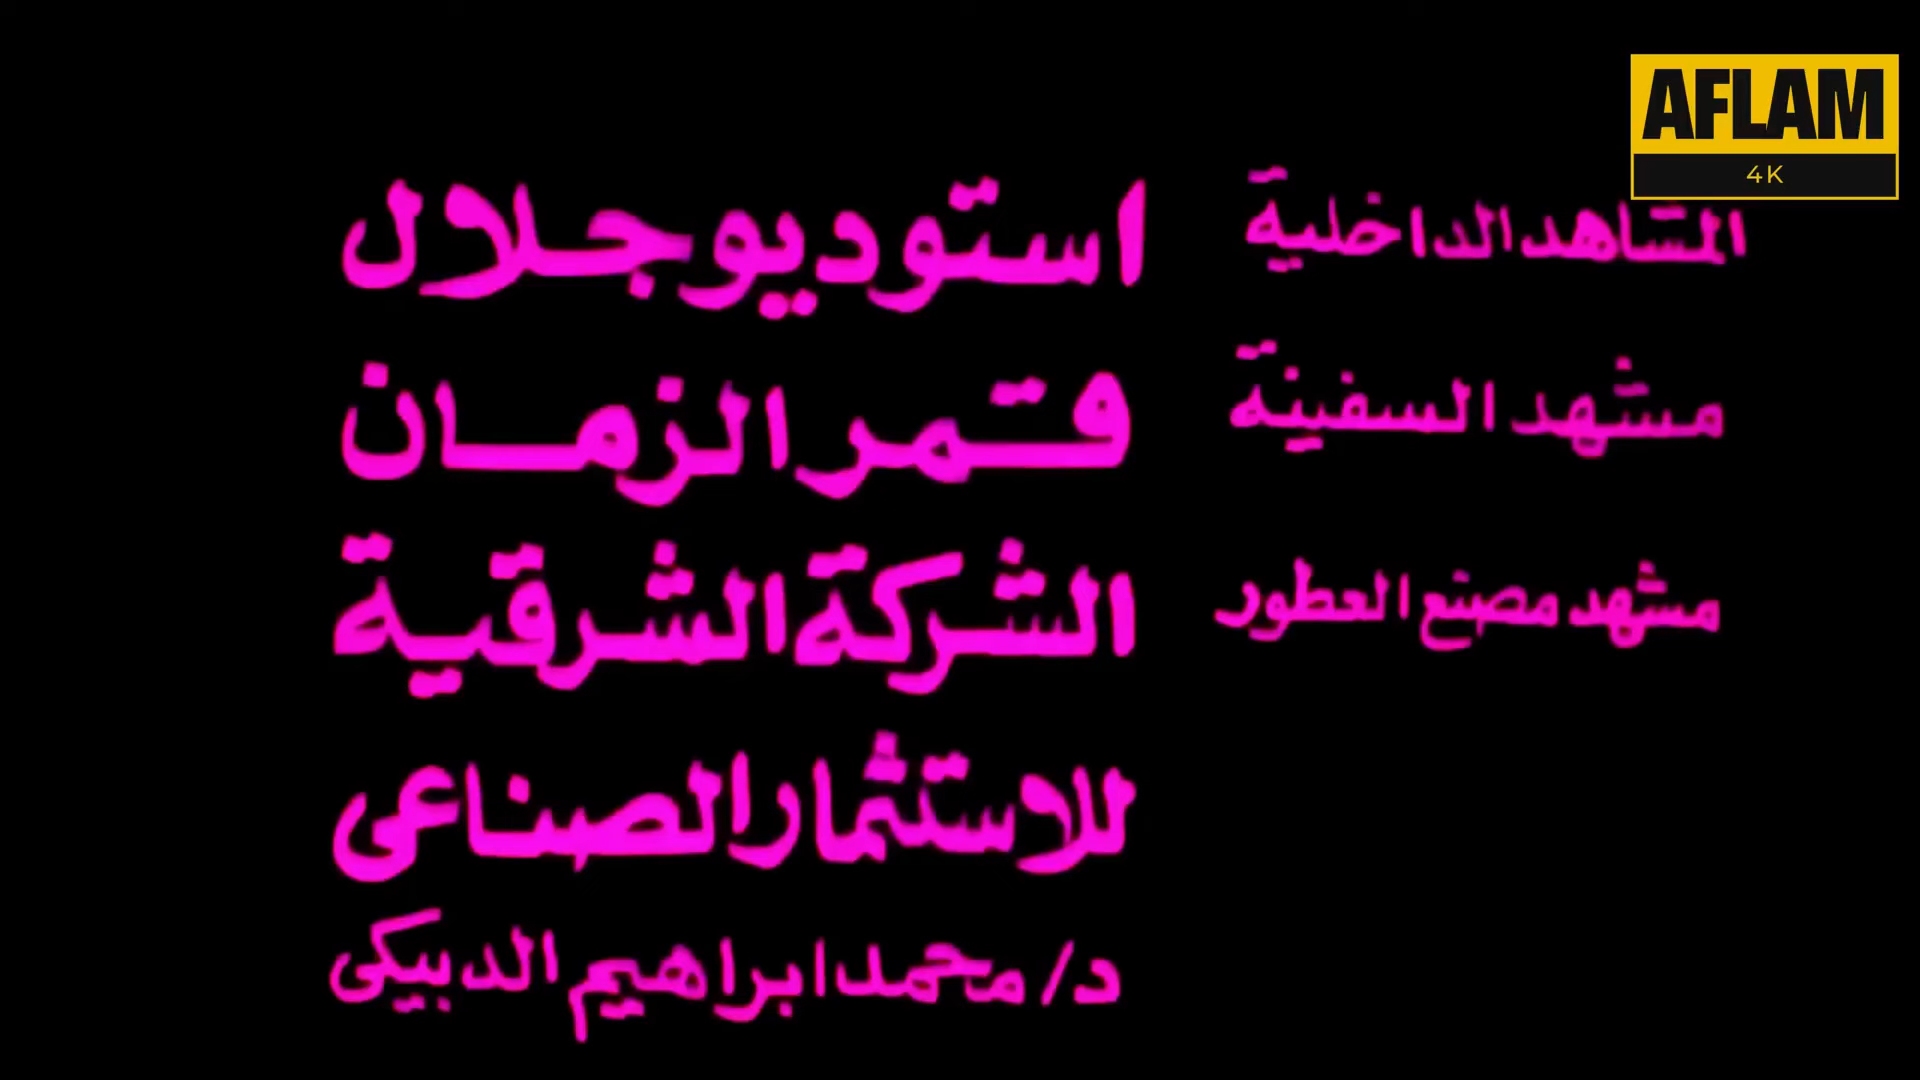 AFLAM
4K
المشاهد الداخلية استوديو جلال
مشهد السفينة قمر الزمان
مشهد مصنع العطور الشركة الشرقية
للاستثمار الصناعى
د/ محمد ابراهيم الدبيكى